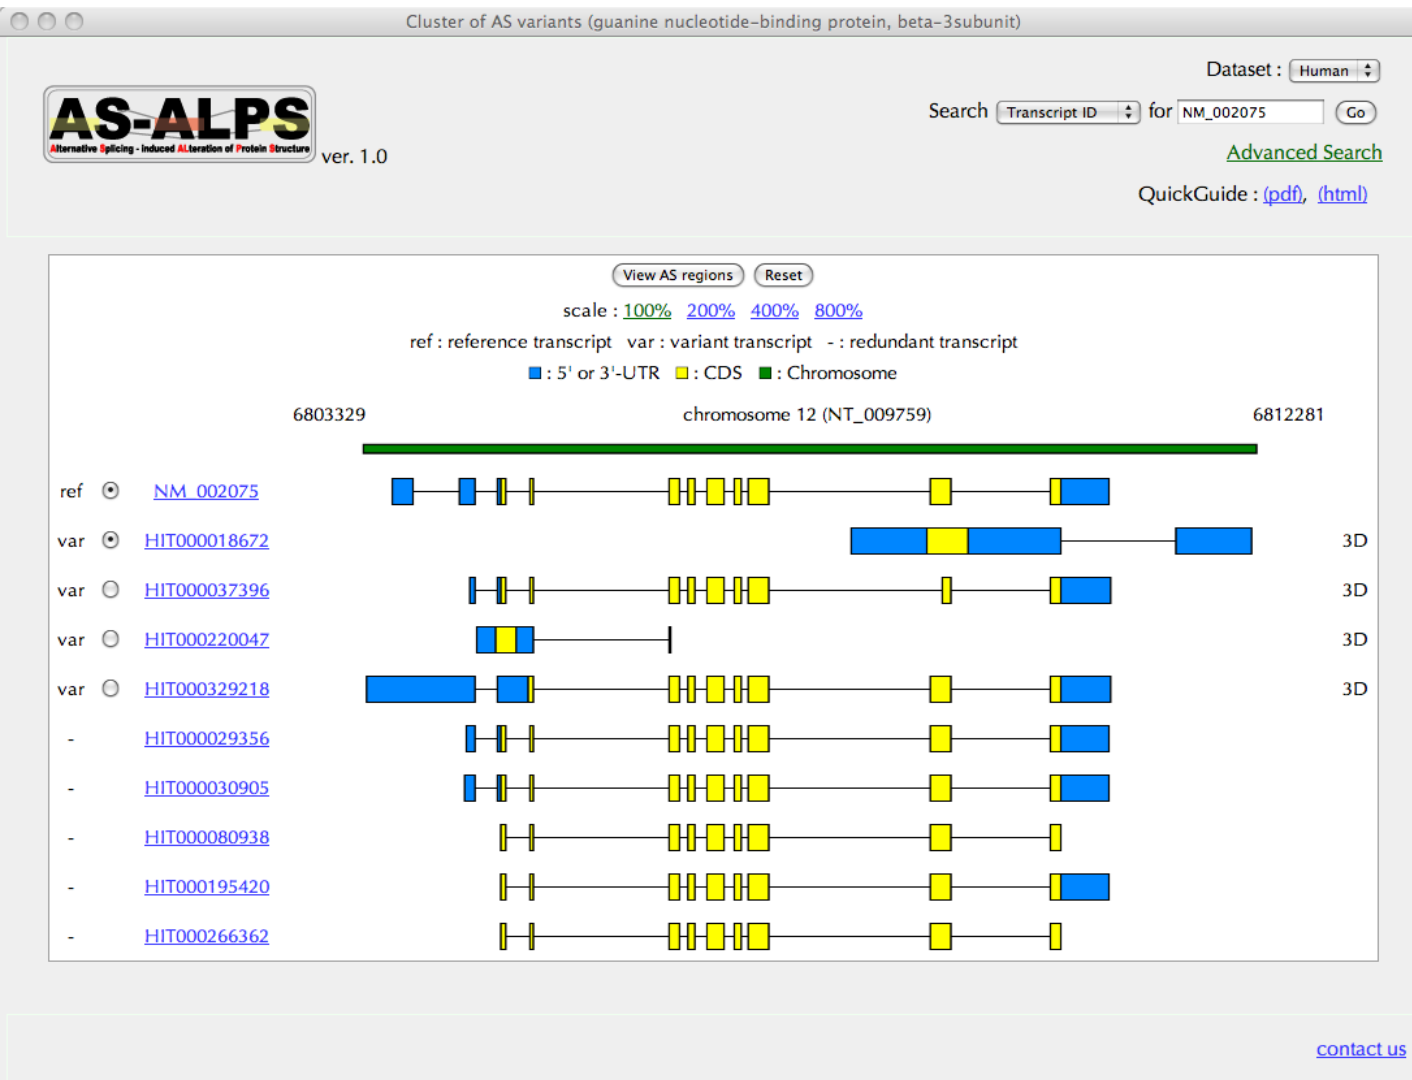 Cluster of AS variants (guanine nucleotide-binding protein, beta-3subunit)
Dataset : Human
AS-ALPS
Alternative Splicing - Induced ALteration of Protein Structure
ver. 1.0
Search Transcript ID for NM_002075 Go
Advanced Search
QuickGuide : (pdf), (html)
View AS regions Reset
scale : 100% 200% 400% 800%
ref : reference transcript var : variant transcript - : redundant transcript
: 5' or 3'-UTR : CDS : Chromosome
6803329 chromosome 12 (NT_009759) 6812281
ref NM_002075
var HIT000018672 3D
var HIT000037396 3D
var HIT000220047 3D
var HIT000329218 3D
- HIT000029356
- HIT000030905
- HIT000080938
- HIT000195420
- HIT000266362
contact us